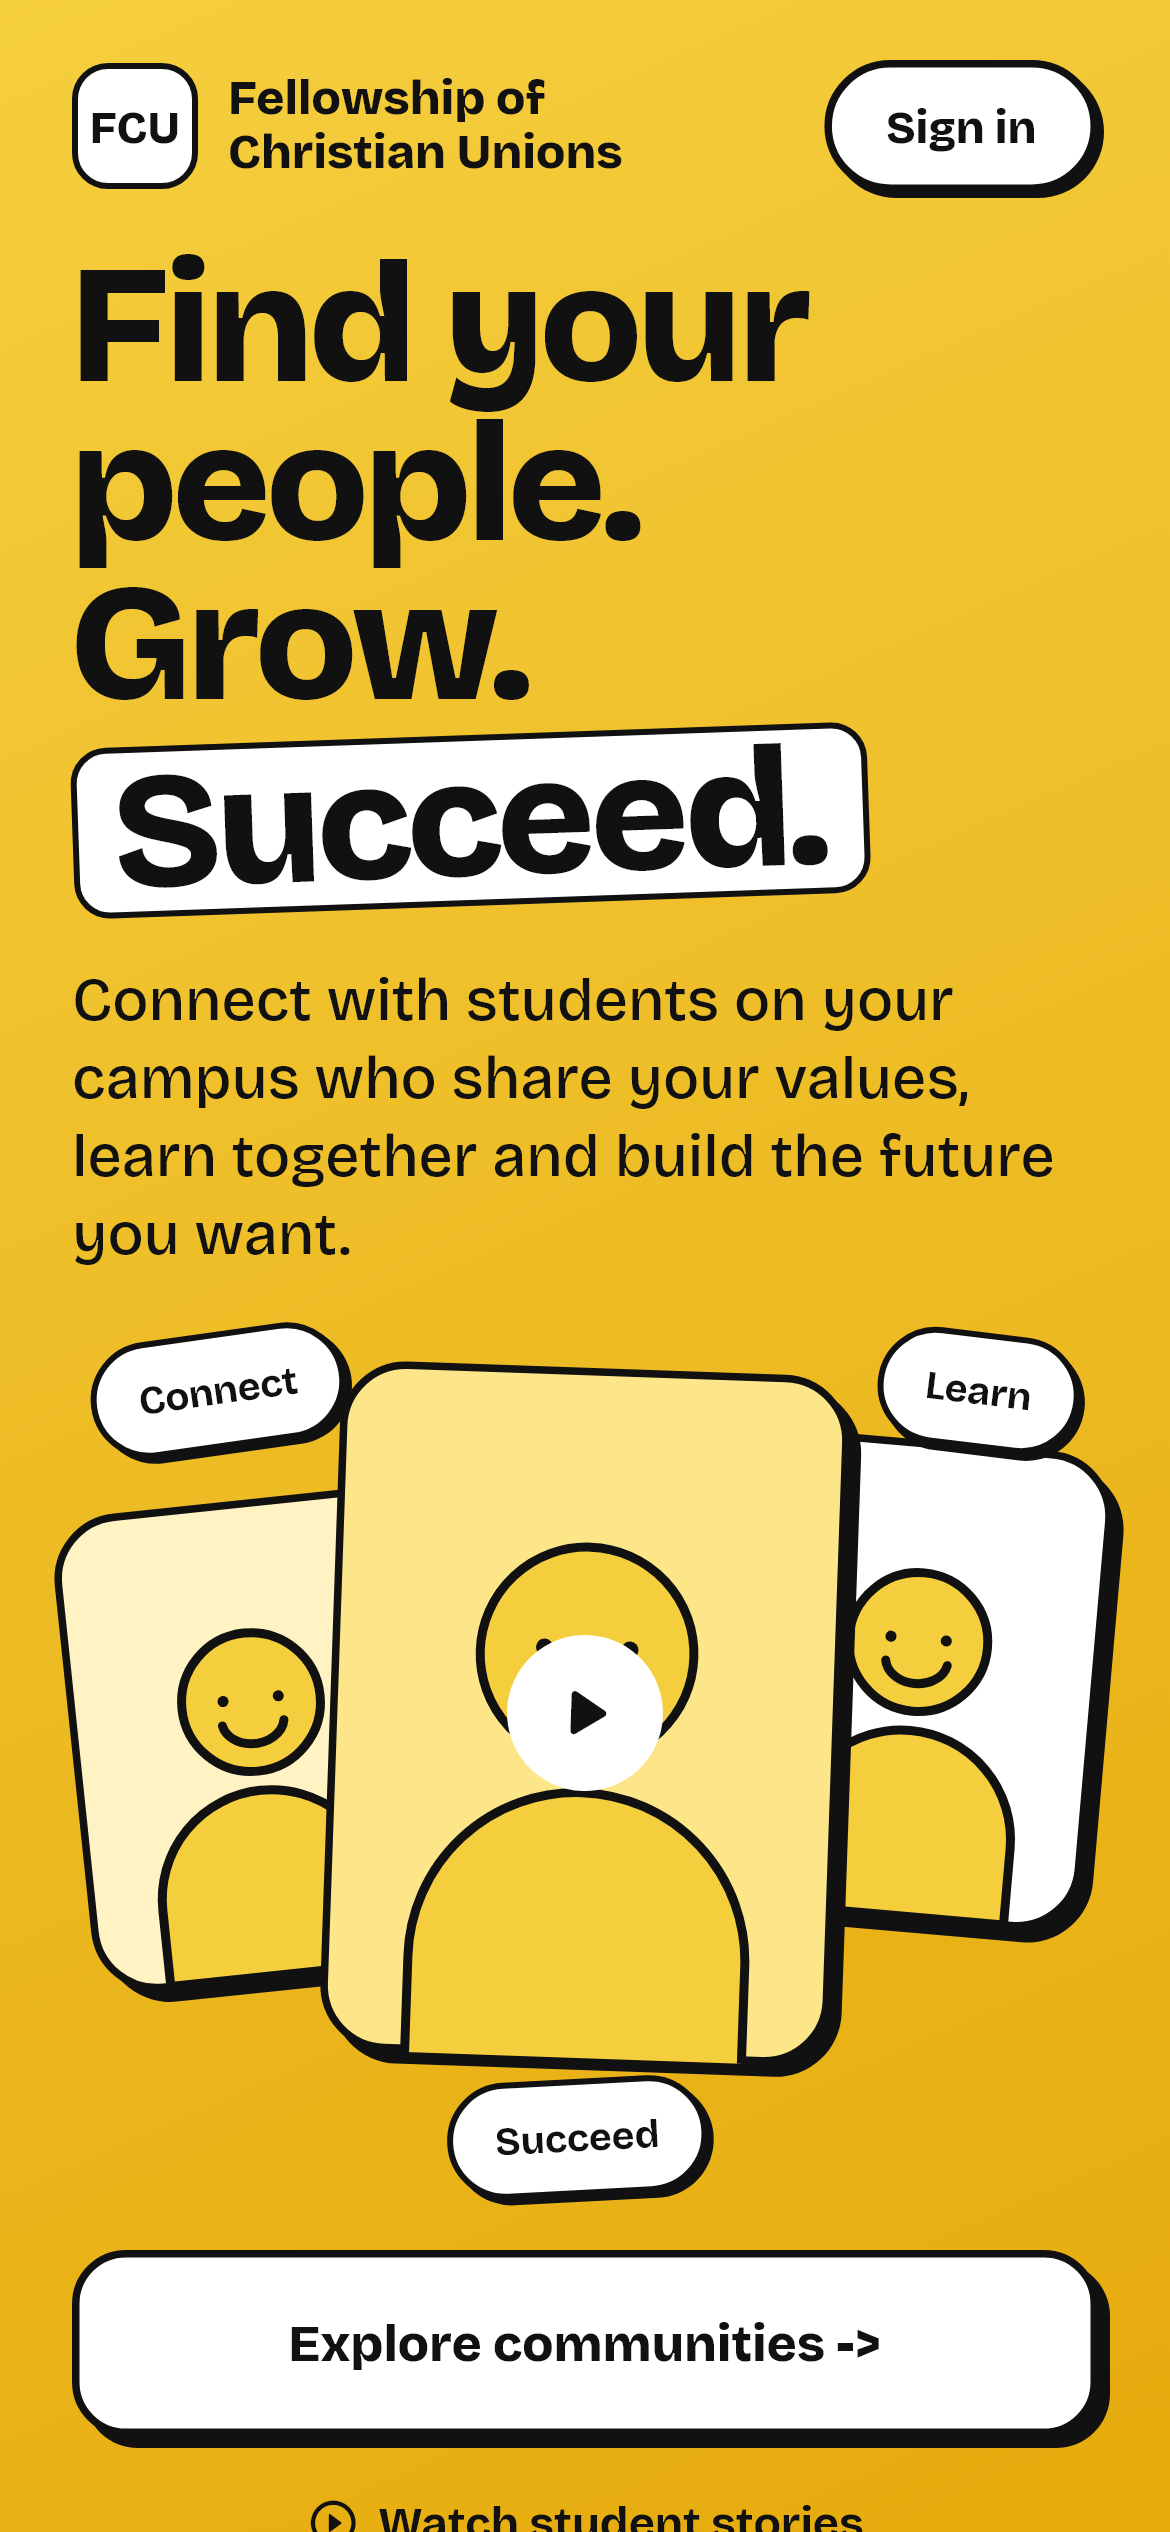 FCU
Fellowship of
Christian Unions
Sign in
Find your
people.
Grow.
Succeed.
Connect with students on your
campus who share your values,
learn together and build the future
you want.
Connect
Learn
Succeed
Explore communities ->
Watch student stories